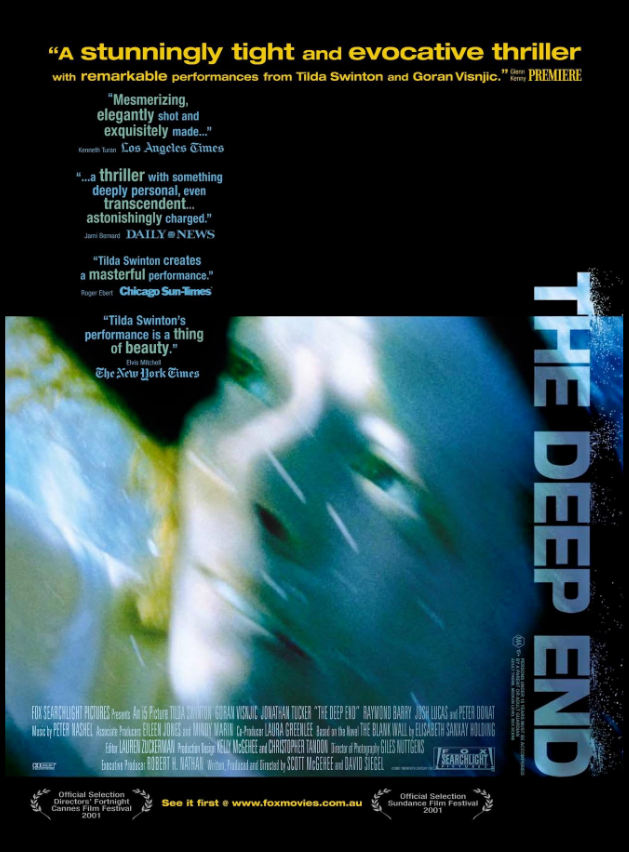 “A stunningly tight and evocative thriller
with remarkable performances from Tilda Swinton and Goran Visnjic.” Glenn Kenny PREMIERE
“Mesmerizing,
elegantly shot and
exquisitely made...”
Kenneth Turan Los Angeles Times
“...a thriller with something
deeply personal, even
transcendent...
astonishingly charged.”
Jami Bernard DAILY NEWS
“Tilda Swinton creates
a masterful performance.”
Roger Ebert Chicago Sun-Times
“Tilda Swinton’s
performance is a thing
of beauty.”
Elvis Mitchell
The New York Times
THE DEEP END
FOX SEARCHLIGHT PICTURES Presents An i5 Picture TILDA SWINTON GORAN VISNJIC JONATHAN TUCKER “THE DEEP END” RAYMOND BARRY JOSH LUCAS and PETER DONAT
Music by PETER NASHEL Associate Producers EILEEN JONES and MINDY MARIN Co-Producer LAURA GREENLEE Based on the Novel THE BLANK WALL by ELISABETH SANXAY HOLDING
Editor LAUREN ZUCKERMAN Production Design KELLY McGEHEE and CHRISTOPHER TANDON Director of Photography GILES NUTTGENS
Executive Producer ROBERT H. NATHAN Written, Produced and Directed by SCOTT McGEHEE and DAVID SIEGEL
FOX
SEARCHLIGHT
PICTURES
Official Selection
Directors’ Fortnight
Cannes Film Festival
2001
See it first @ www.foxmovies.com.au
Official Selection
Sundance Film Festival
2001